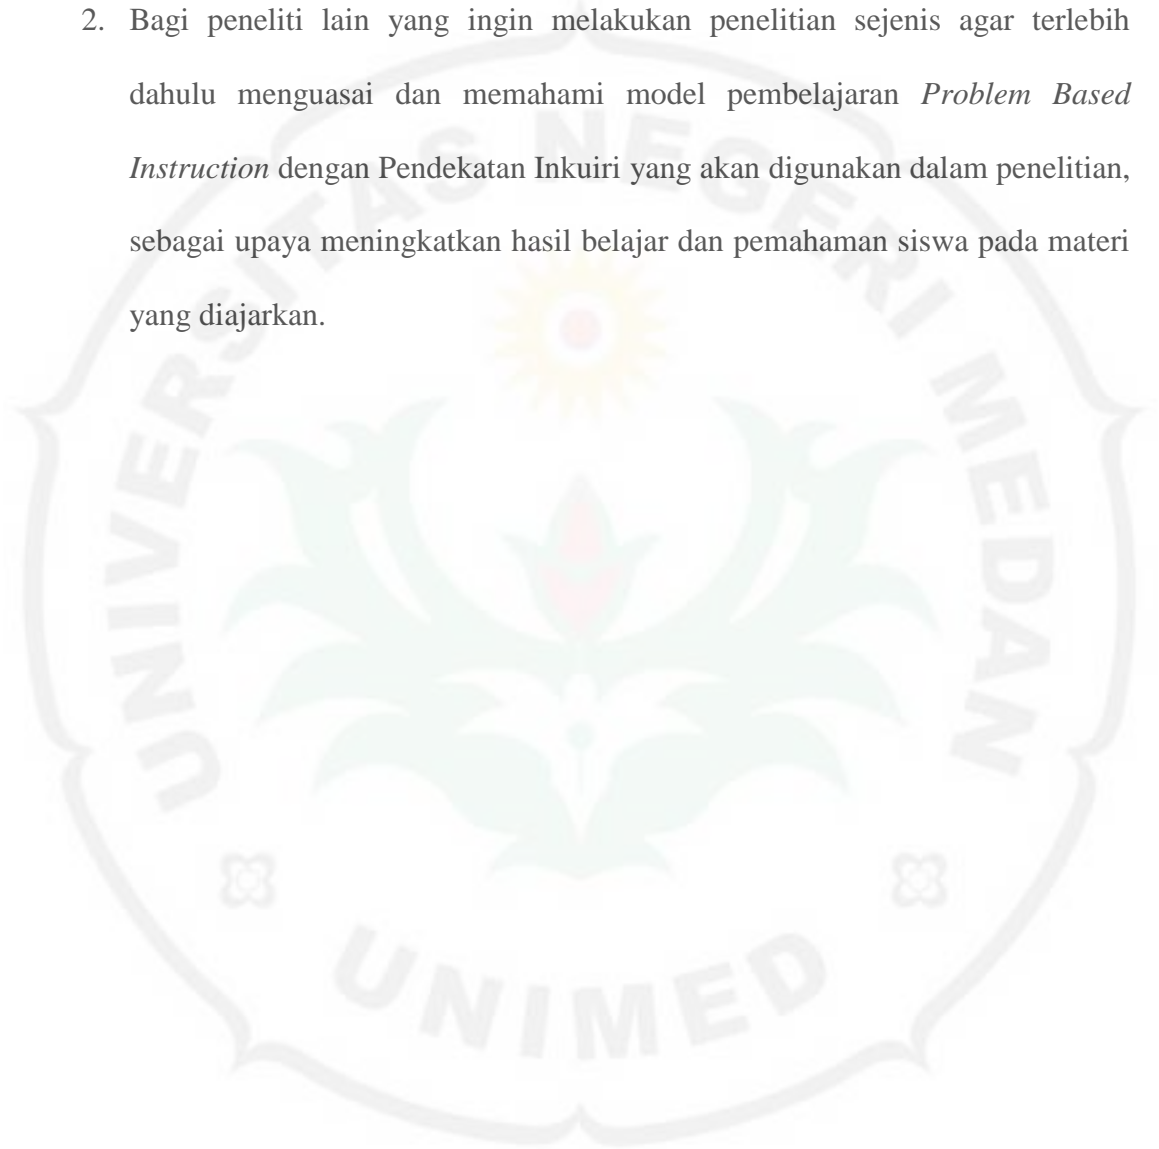 2. Bagi peneliti lain yang ingin melakukan penelitian sejenis agar terlebih
dahulu menguasai dan memahami model pembelajaran Problem Based
Instruction dengan Pendekatan Inkuiri yang akan digunakan dalam penelitian,
sebagai upaya meningkatkan hasil belajar dan pemahaman siswa pada materi
yang diajarkan.
UNIVERSITAS NEGERI MEDAN
UNIMED